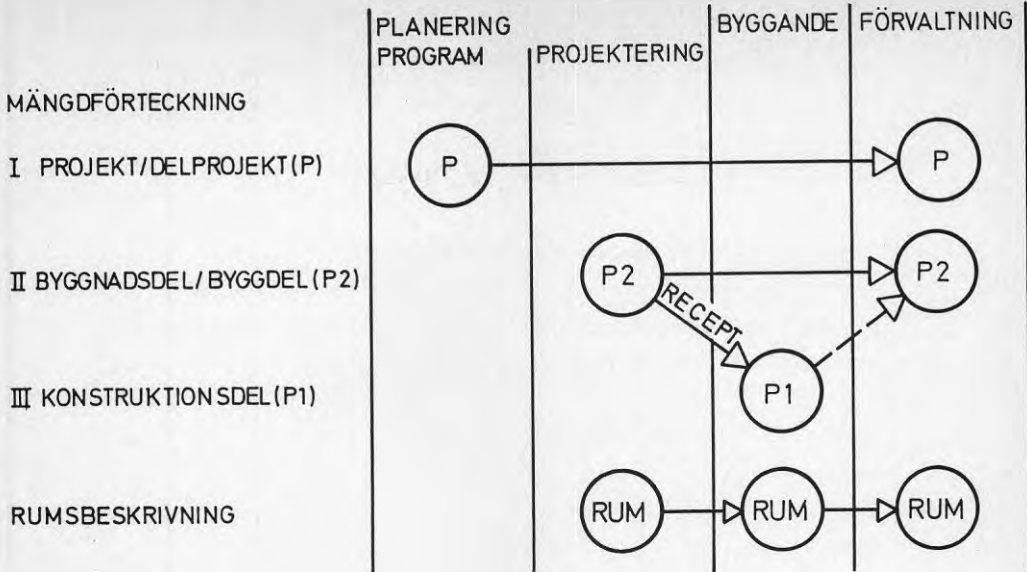 PLANERING
PROGRAM
PROJEKTERING
BYGGANDE
FÖRVALTNING
MÄNGDFÖRTECKNING
I PROJEKT/DELPROJEKT(P)
P
P
II BYGGNADSDEL/BYGGDEL(P2)
P2
P2
RECEPT
III KONSTRUKTIONSDEL(P1)
P1
RUMSBESKRIVNING
RUM
RUM
RUM